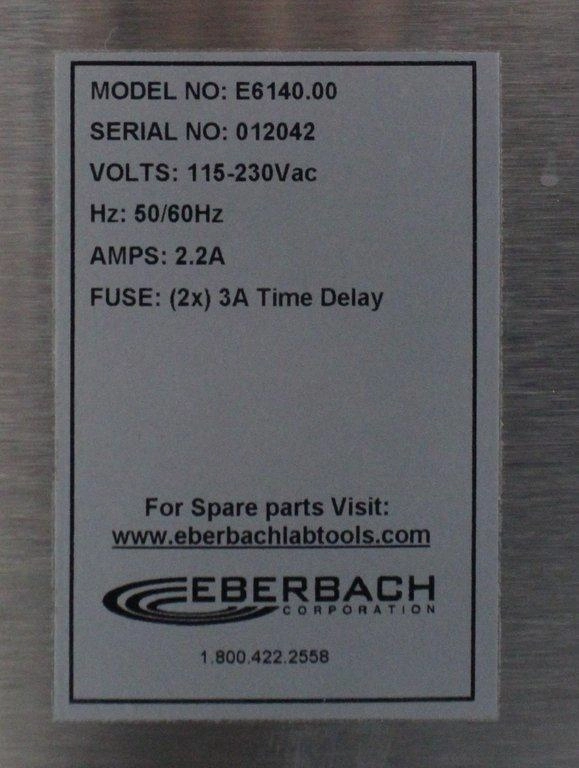 MODEL NO: E6140.00
SERIAL NO: 012042
VOLTS: 115-230Vac
Hz: 50/60Hz
AMPS: 2.2A
FUSE: (2x) 3A Time Delay
For Spare parts Visit:
www.eberbachlabtools.com
EBERBACH
CORPORATION
1.800.422.2558